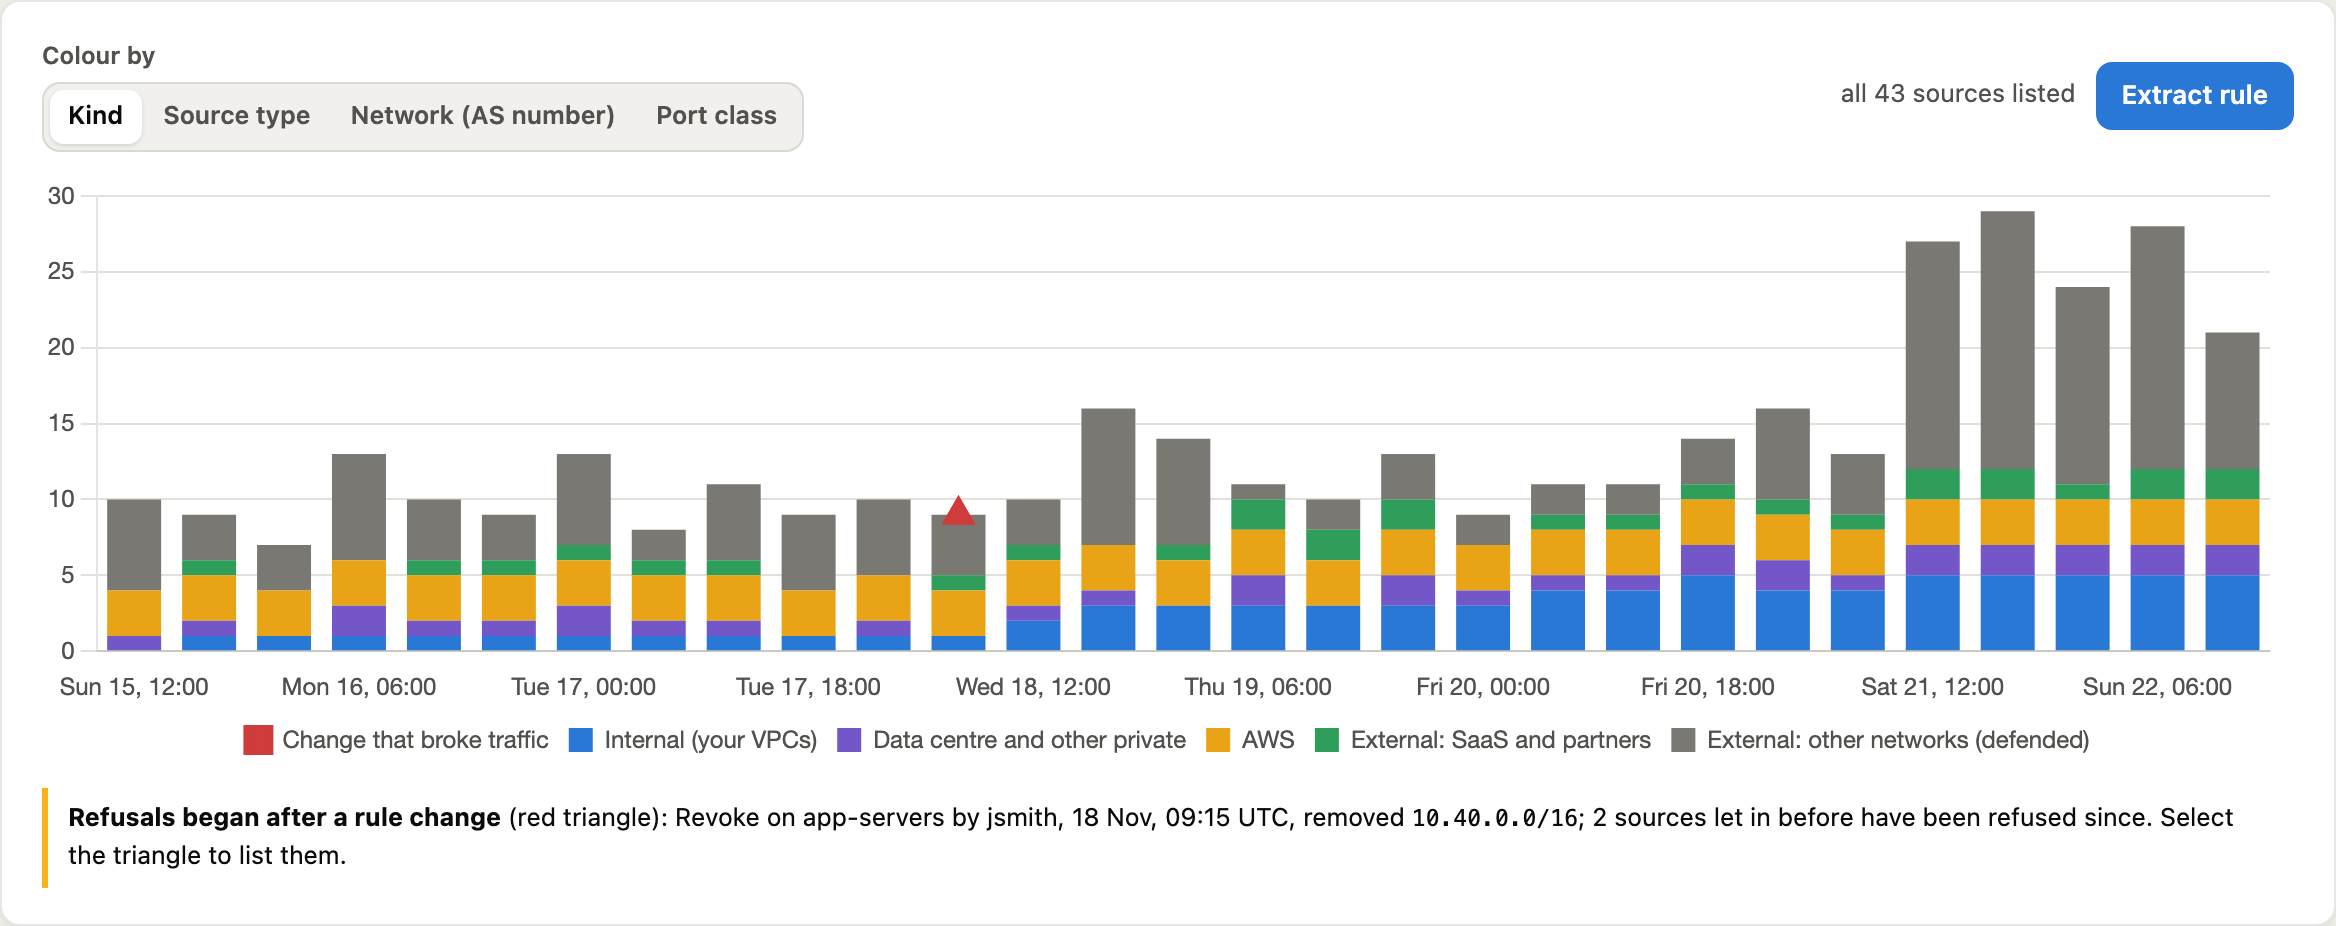 Colour by
Kind
Source type
Network (AS number)
Port class
all 43 sources listed
Extract rule
30
25
20
15
10
5
0
Sun 15, 12:00
Mon 16, 06:00
Tue 17, 00:00
Tue 17, 18:00
Wed 18, 12:00
Thu 19, 06:00
Fri 20, 00:00
Fri 20, 18:00
Sat 21, 12:00
Sun 22, 06:00
Change that broke traffic
Internal (your VPCs)
Data centre and other private
AWS
External: SaaS and partners
External: other networks (defended)
Refusals began after a rule change (red triangle): Revoke on app-servers by jsmith, 18 Nov, 09:15 UTC, removed 10.40.0.0/16; 2 sources let in before have been refused since. Select
the triangle to list them.